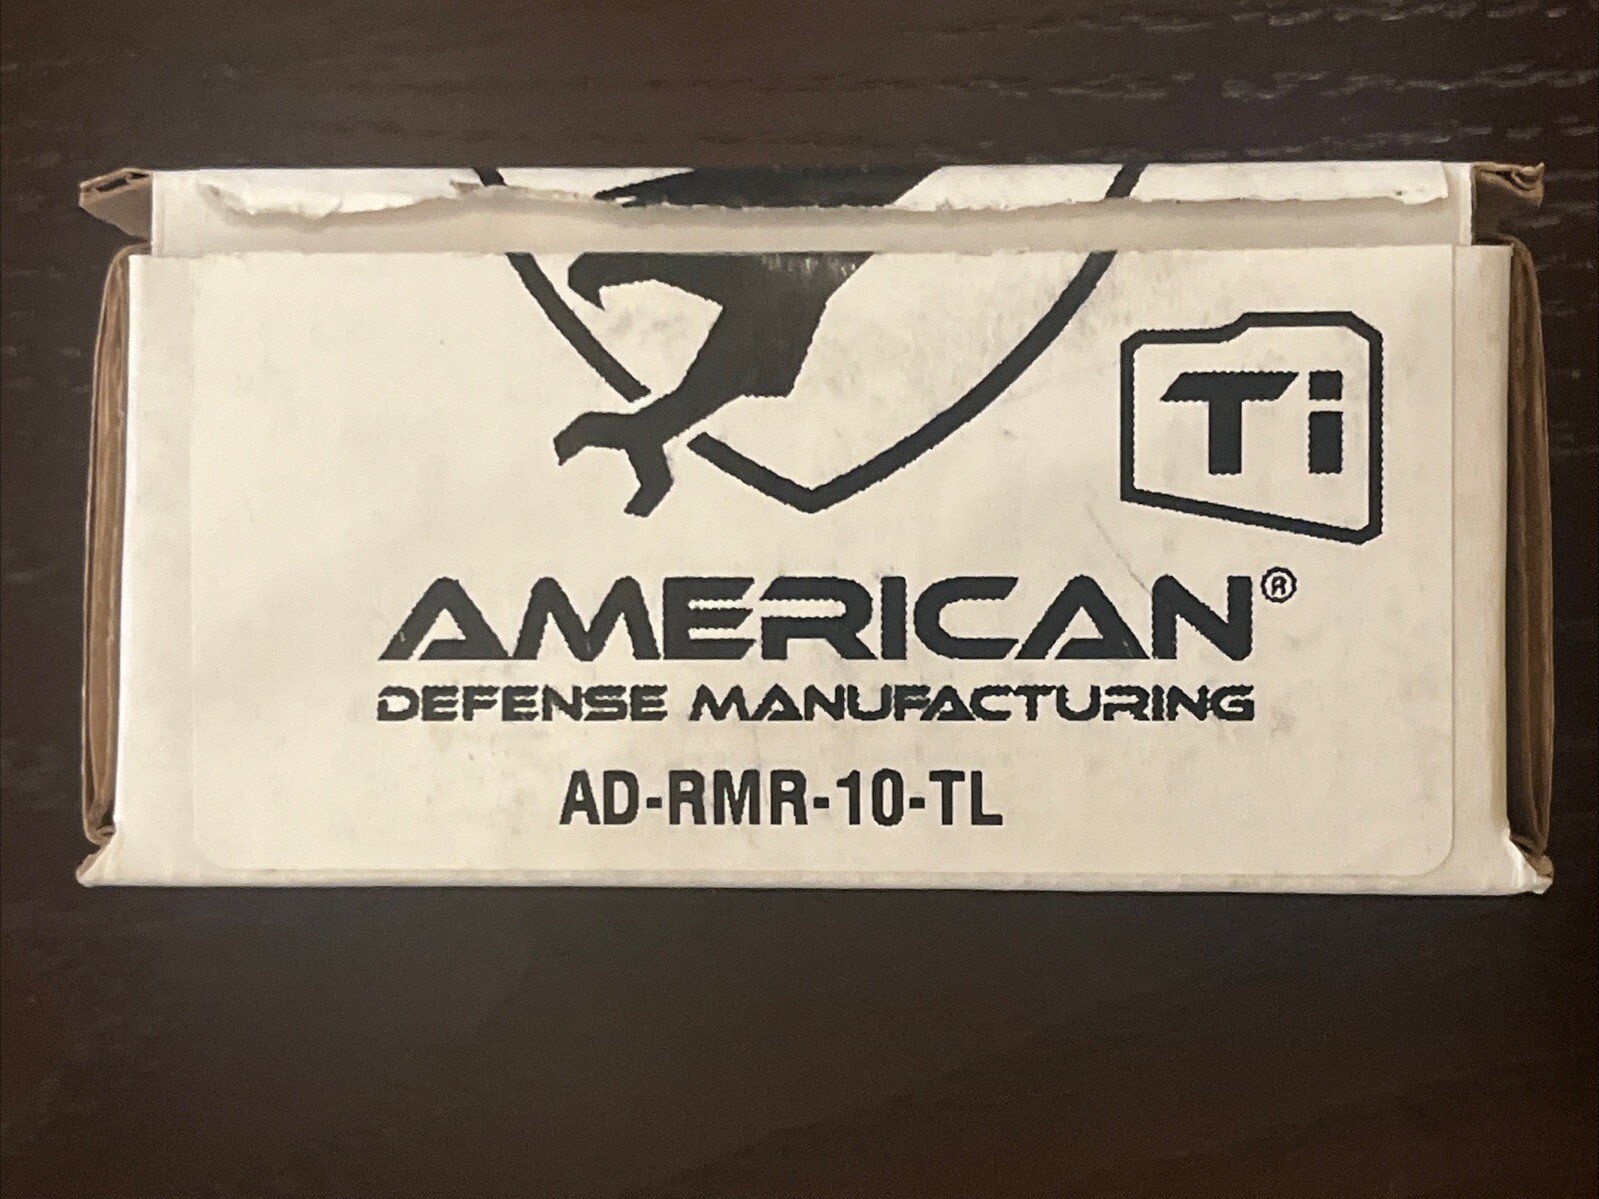 Ti
AMERICAN®
DEFENSE MANUFACTURING
AD-RMR-10-TL